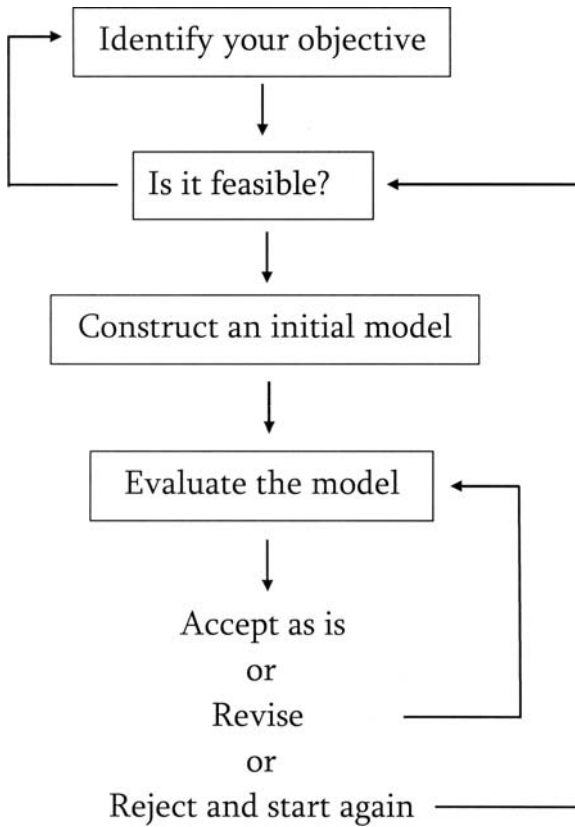 Identify your objective
Is it feasible?
Construct an initial model
Evaluate the model
Accept as is
or
Revise
or
Reject and start again